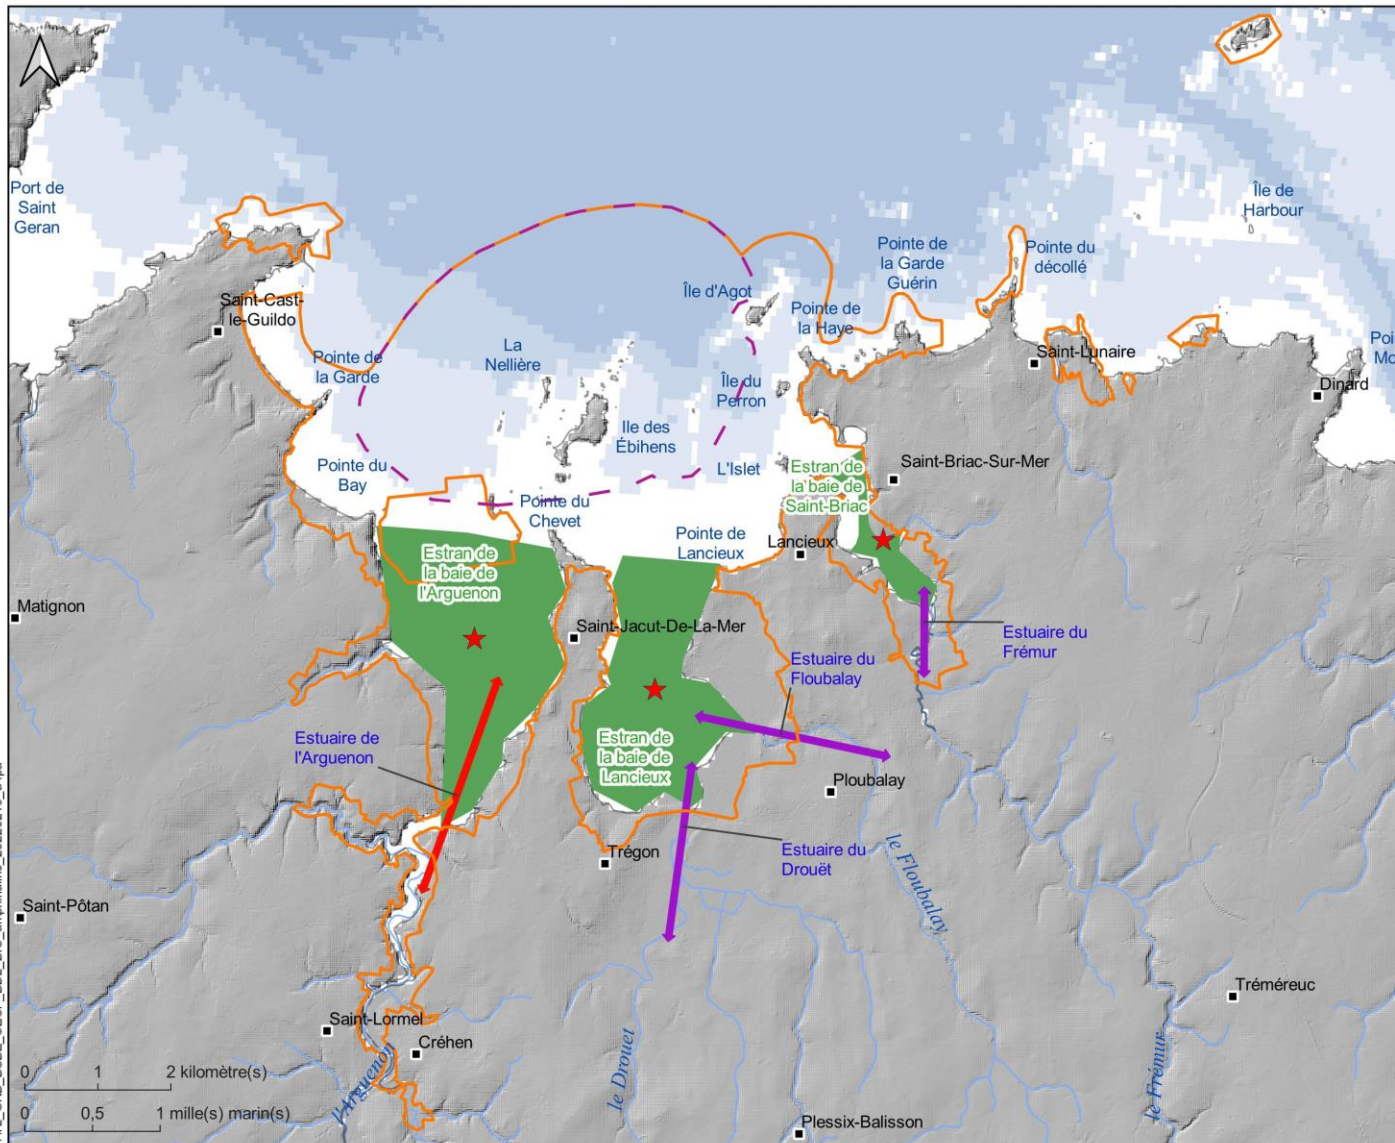 Port de
Saint
Geran
Île de
Harbour
Pointe de
la Garde
Guérin
Pointe du
décollé
Île d'Agot
Pointe de
la Haye
Saint-Cast-
le-Guildo
La
Nellière
Pointe de
la Garde
Saint-Lunaire
Dinard
Île du
Perron
Ile des
Ébihens
Pointe du
Bay
L'Islet
Estran de
la baie de
Saint-Briac
Saint-Briac-Sur-Mer
Pointe du
Chevet
Pointe de
Lancieux
Lancieux
Estran de
la baie de
l'Arguenon
Matignon
Saint-Jacut-De-La-Mer
Estuaire du
Frémur
Estuaire du
Floubalay
Estuaire de
l'Arguenon
Estran de
la baie de
Lancieux
Ploubalay
Trégon
Estuaire du
Drouët
le Floubalay
Saint-Pôtan
Tréméreuc
Saint-Lormel
Créhen
l'Arguenon
le Drouet
le Frémur
0 1 2 kilomètre(s)
0 0,5 1 mille(s) marin(s)
Plessix-Balisson